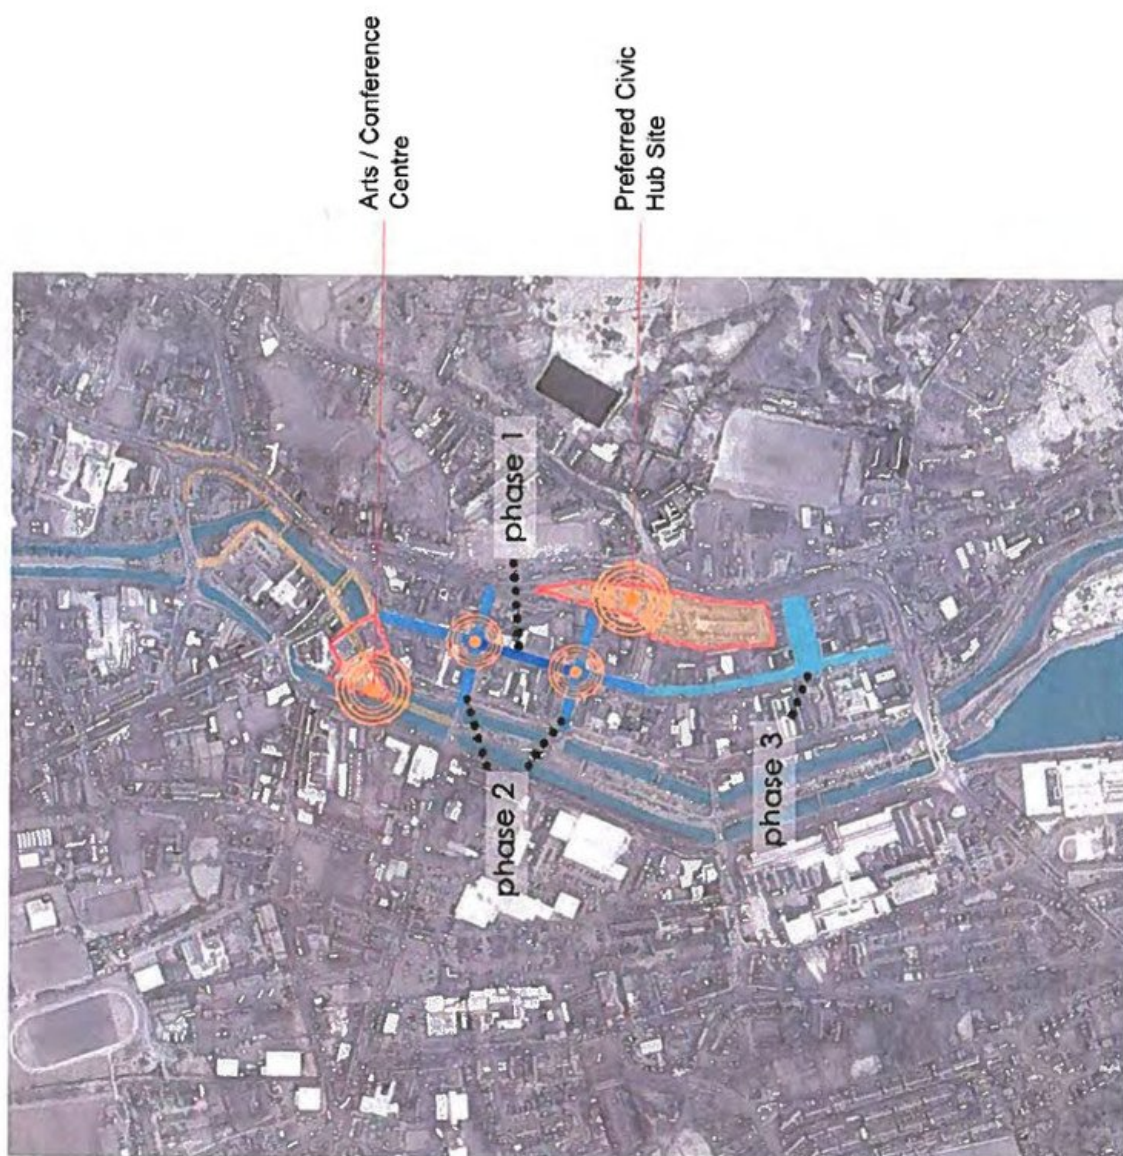 Arts / Conference
Centre
Preferred Civic
Hub Site
phase 1
phase 2
phase 3